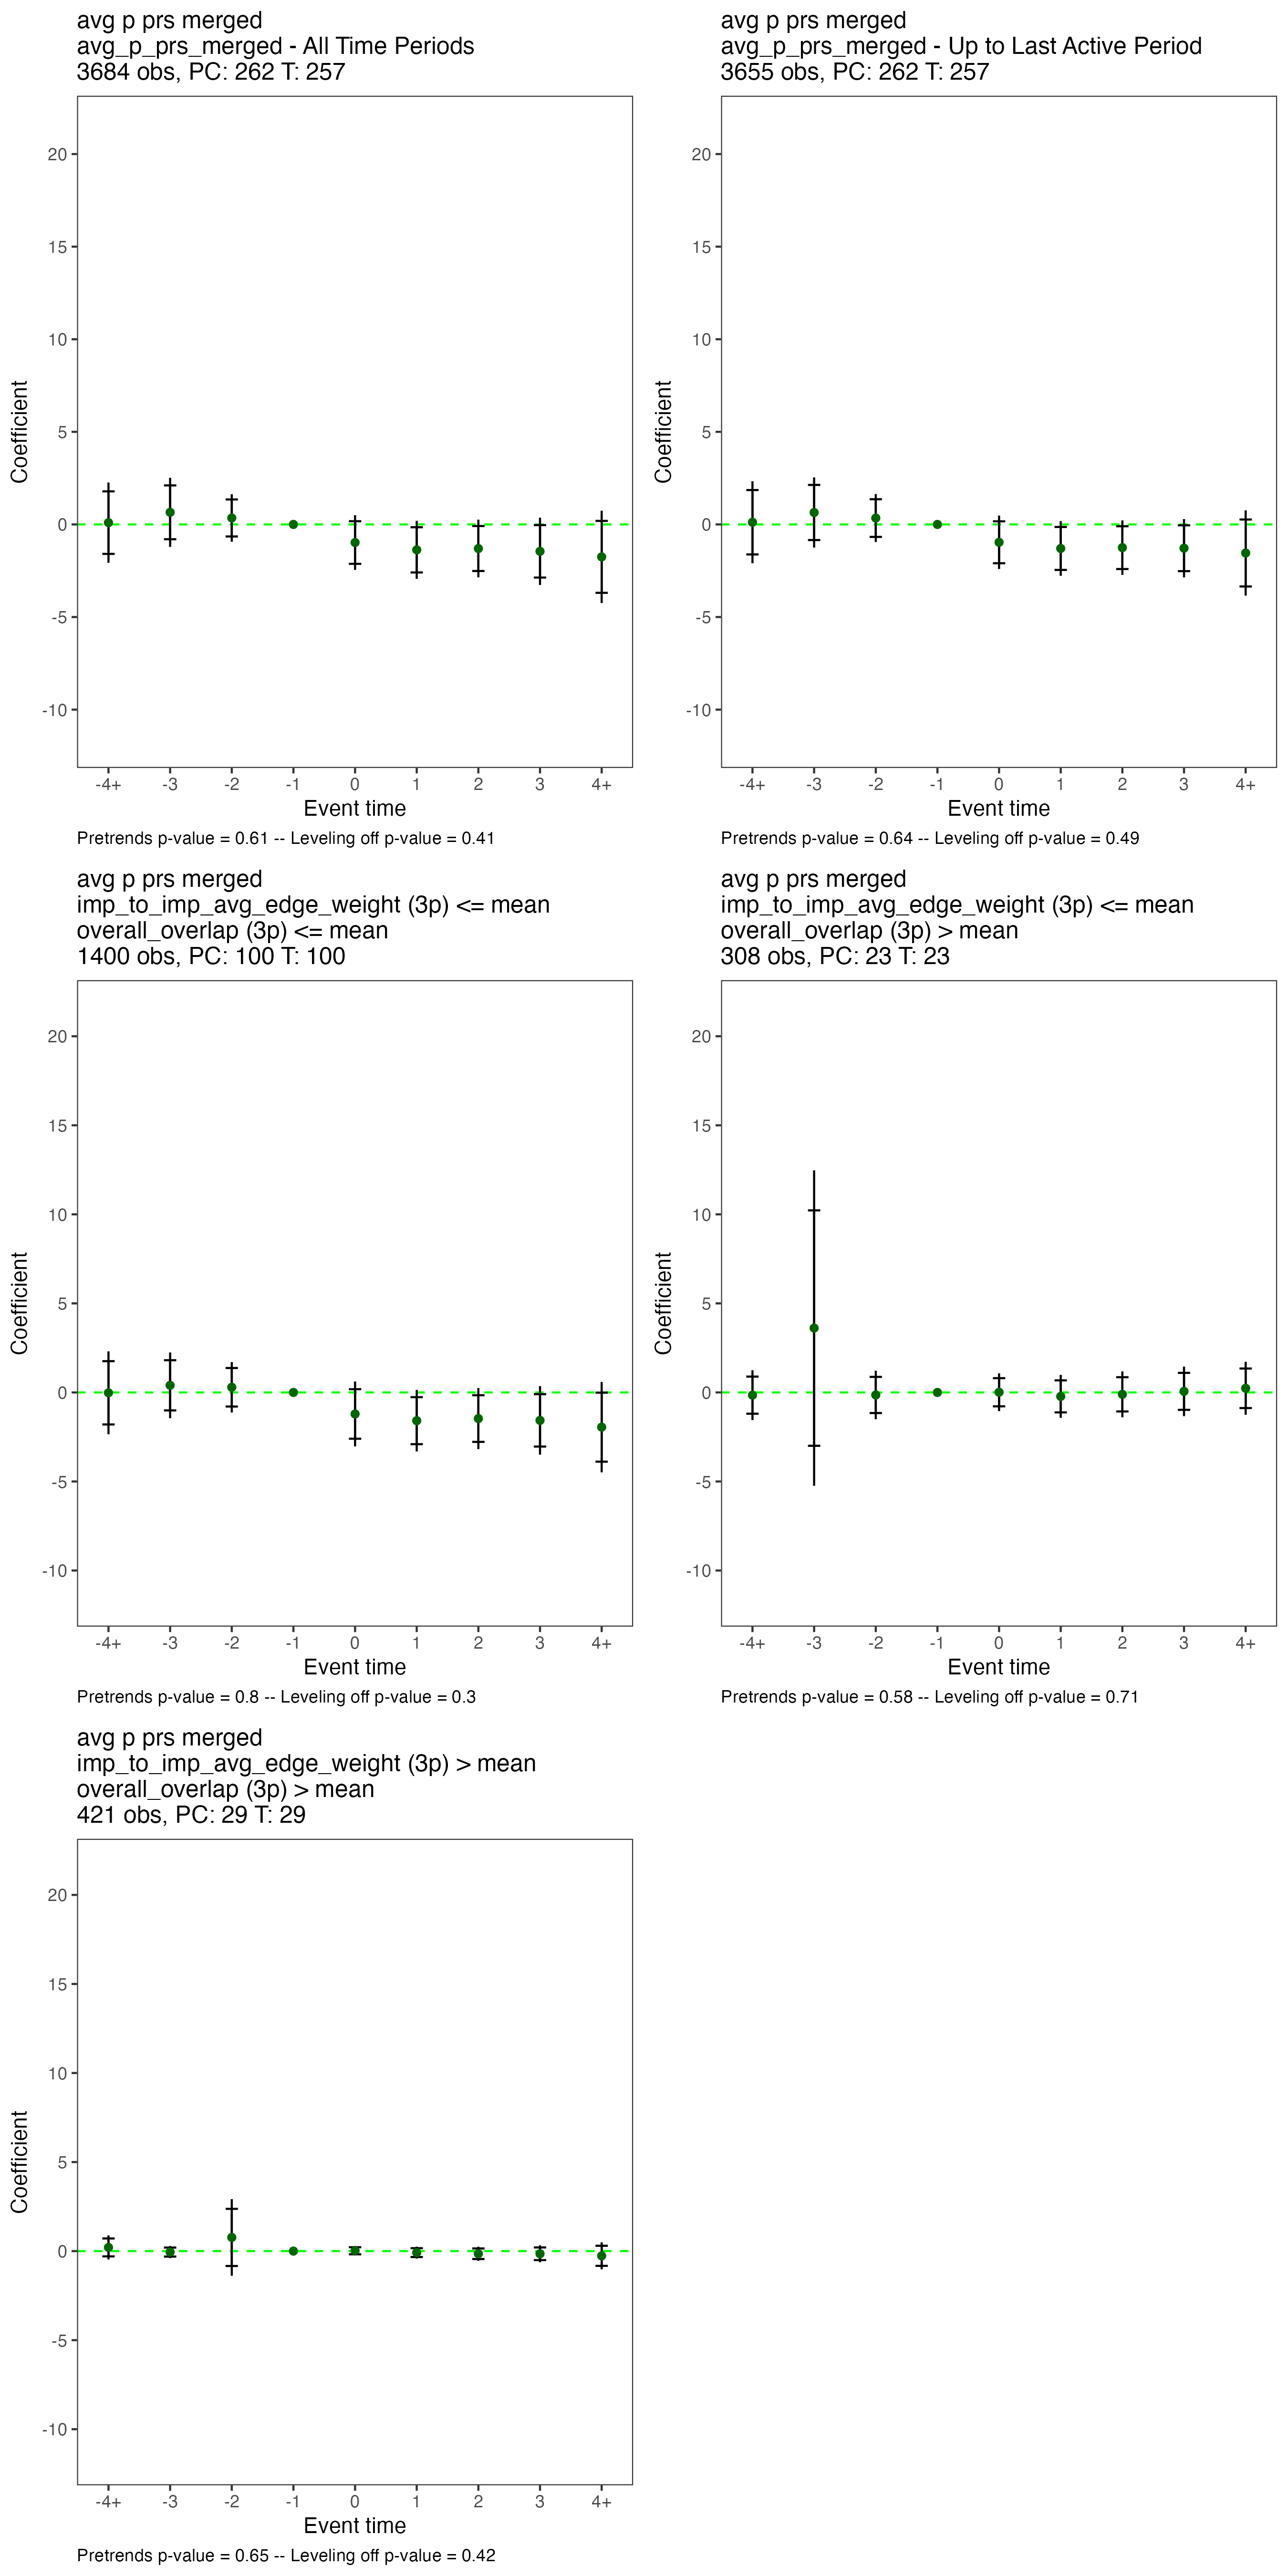 avg p prs merged
avg_p_prs_merged - All Time Periods
3684 obs, PC: 262 T: 257
20
15
10
5
0
-5
-10
Coefficient
-4+ -3 -2 -1 0 1 2 3 4+
Event time
Pretrends p-value = 0.61 -- Leveling off p-value = 0.41
avg p prs merged
avg_p_prs_merged - Up to Last Active Period
3655 obs, PC: 262 T: 257
20
15
10
5
0
-5
-10
Coefficient
-4+ -3 -2 -1 0 1 2 3 4+
Event time
Pretrends p-value = 0.64 -- Leveling off p-value = 0.49
avg p prs merged
imp_to_imp_avg_edge_weight (3p) <= mean
overall_overlap (3p) <= mean
1400 obs, PC: 100 T: 100
20
15
10
5
0
-5
-10
Coefficient
-4+ -3 -2 -1 0 1 2 3 4+
Event time
Pretrends p-value = 0.8 -- Leveling off p-value = 0.3
avg p prs merged
imp_to_imp_avg_edge_weight (3p) <= mean
overall_overlap (3p) > mean
308 obs, PC: 23 T: 23
20
15
10
5
0
-5
-10
Coefficient
-4+ -3 -2 -1 0 1 2 3 4+
Event time
Pretrends p-value = 0.58 -- Leveling off p-value = 0.71
avg p prs merged
imp_to_imp_avg_edge_weight (3p) > mean
overall_overlap (3p) > mean
421 obs, PC: 29 T: 29
20
15
10
5
0
-5
-10
Coefficient
-4+ -3 -2 -1 0 1 2 3 4+
Event time
Pretrends p-value = 0.65 -- Leveling off p-value = 0.42